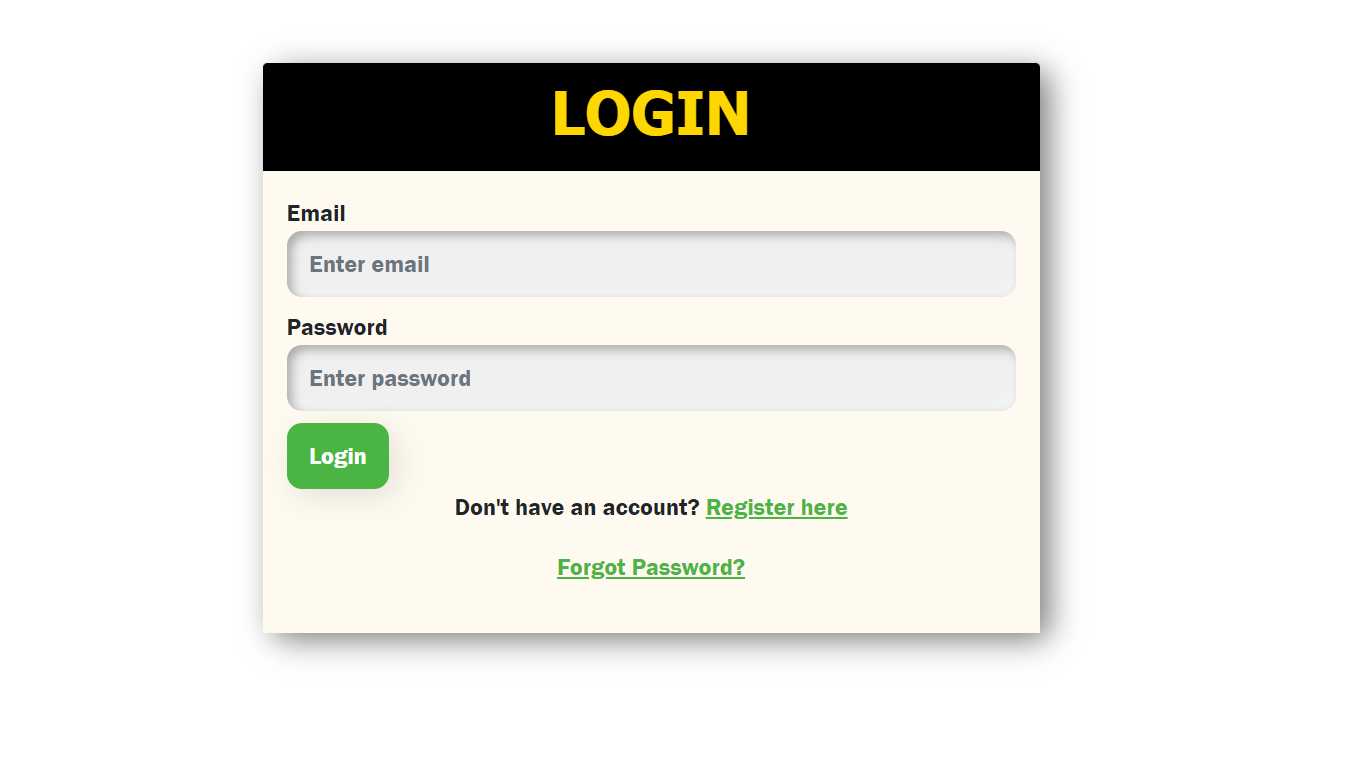 LOGIN
Email
Enter email
Password
Enter password
Login
Don't have an account? Register here
Forgot Password?